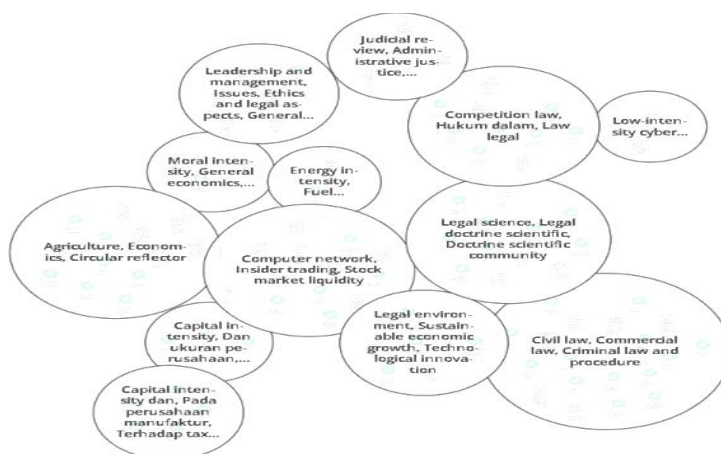 Judicial re-
view, Admin-
istrative jus-
tice,...
Leadership and
management,
Issues, Ethics
and legal as-
pects, General...
Competition law,
Hukum dalam, Law
legal
Low-inten-
sity cyber...
Moral inten-
sity, General
economics,...
Energy in-
tensity,
Fuel...
Agriculture, Econom-
ics, Circular reflector
Computer network,
Insider trading, Stock
market liquidity
Legal science, Legal
doctrine scientific,
Doctrine scientific
community
Capital in-
tensity, Dan
ukuran pe-
rusahaan,...
Legal environ-
ment, Sustain-
able economic
growth, Techno-
logical innova-
tion
Civil law, Commercial
law, Criminal law and
procedure
Capital inten-
sity dan, Pada
perusahaan
manufaktur,
Terhadap tax...